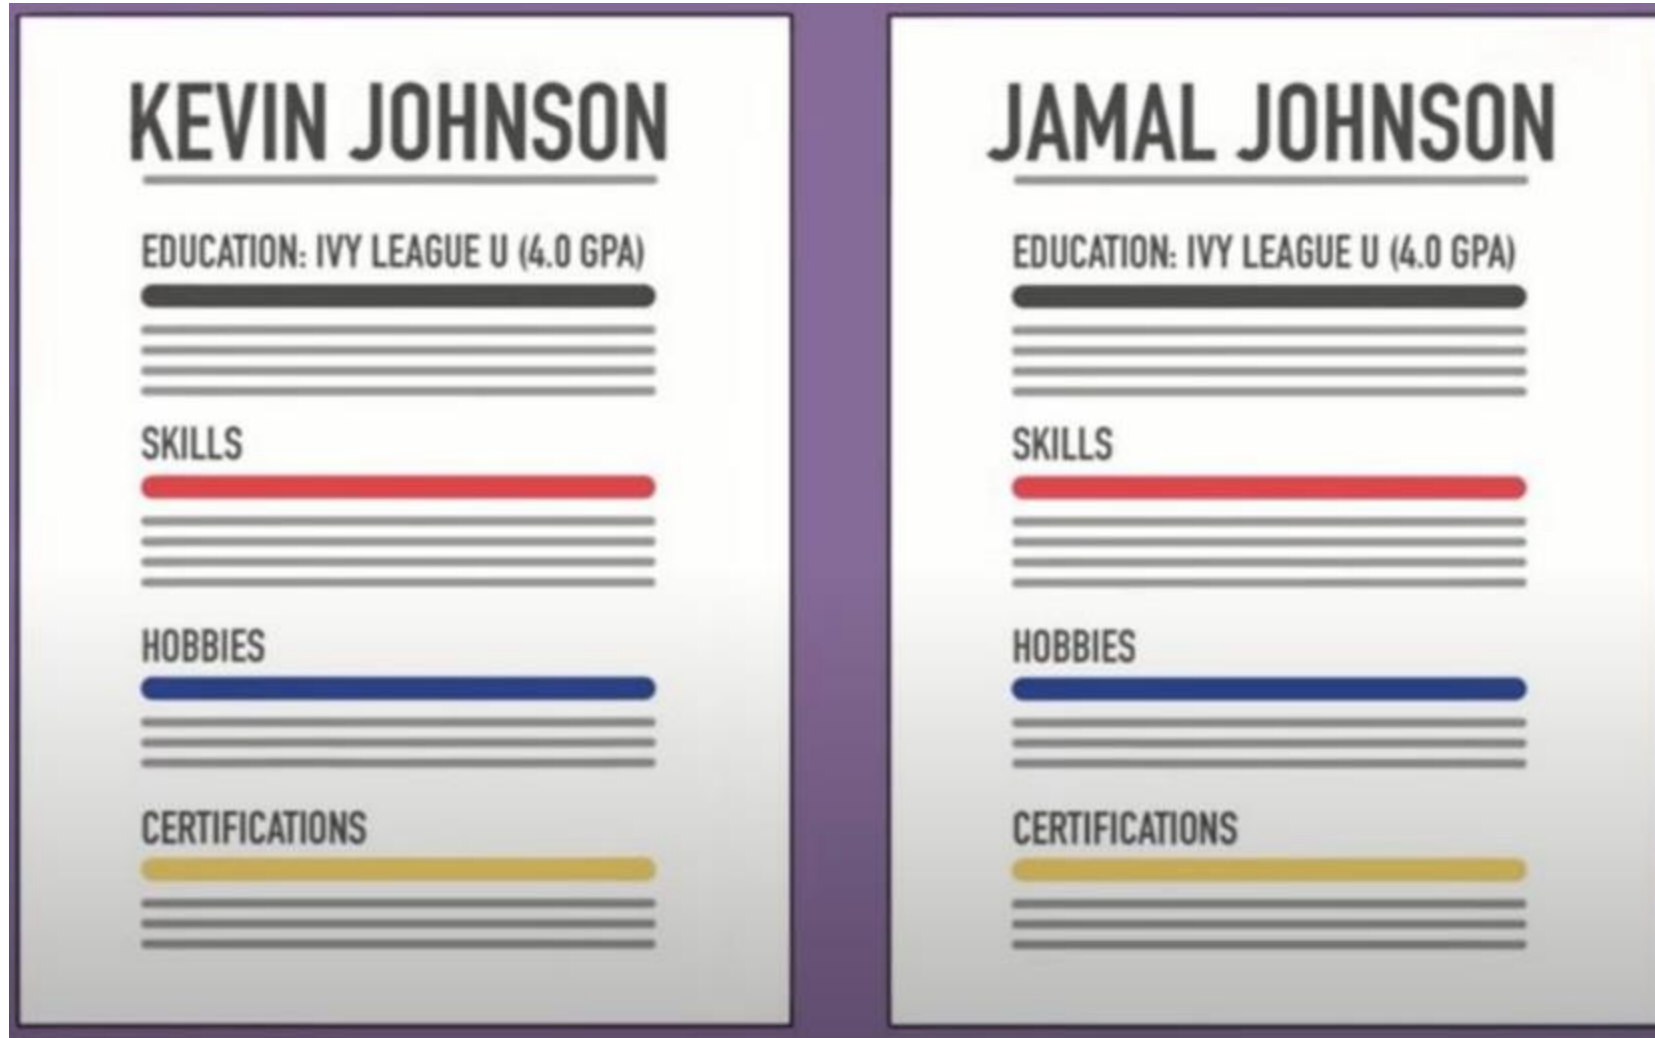 KEVIN JOHNSON
EDUCATION: IVY LEAGUE U (4.0 GPA)
SKILLS
HOBBIES
CERTIFICATIONS
JAMAL JOHNSON
EDUCATION: IVY LEAGUE U (4.0 GPA)
SKILLS
HOBBIES
CERTIFICATIONS